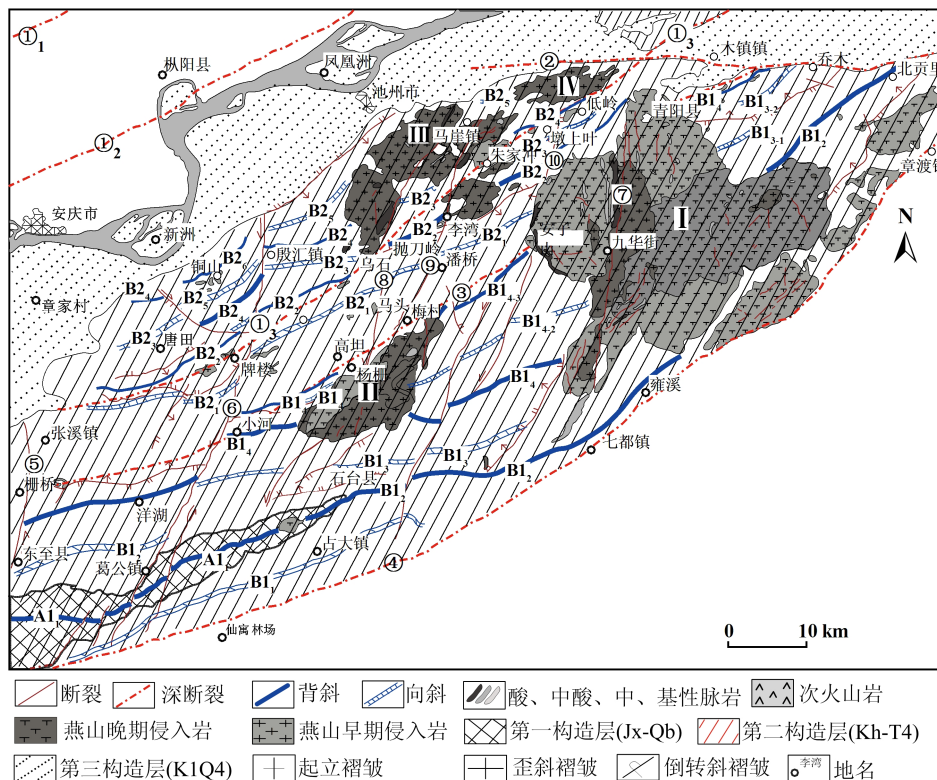 ①₁
①₂
①₃
枞阳县
凤凰洲
池州市
②
IV
木镇镇
乔木
北贡里
青阳县
B1₄
B1₃₋₂
B1₃₋₁
B1₂
章渡镇
B2₅
B2₄
低岭
墩上叶
III
马崖镇
朱家冲
⑩
安庆市
新洲
殷汇镇
铜山
章家村
李湾
抛刀岭
⑨
潘桥
乌石
⑧
B2₁
B2₃
⑦
I
九华街
N
B2₄
B2₅
B2₄
①₃
B2₁
马头
梅村
③
B1₄₋₃
B1₄₋₂
B2₃
唐田
B2₂
牌楼
高坦
杨棚
II
B2₁
⑥
小河
B1₄
B1₄
雍溪
七都镇
张溪镇
⑤
栅桥
洋湖
B1₃
石台县
B1₃
B1₂
B1₂
东至县
B1₂
葛公镇
A1₁
占大镇
④
B1₁
A1₁
仙寓林场
0 10 km
断裂 深断裂 背斜 向斜 酸、中酸、中、基性脉岩 次火山岩
燕山晚期侵入岩 燕山早期侵入岩 第一构造层(Jx-Qb) 第二构造层(Kh-T4)
第三构造层(K1Q4) 起立褶皱 歪斜褶皱 倒转斜褶皱 李湾 地名